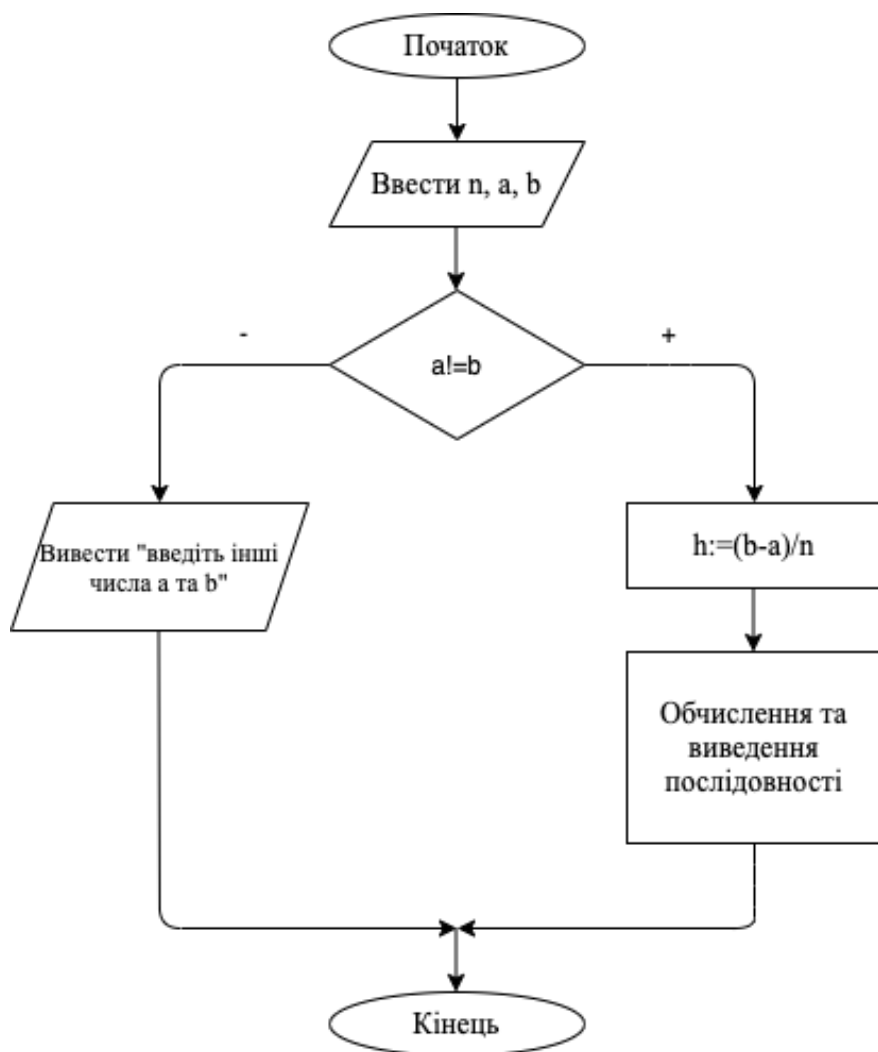 Початок
Ввести n, a, b
-
+
a!=b
Вивести "введіть інші
числа a та b"
h:=(b-a)/n
Обчислення та
виведення
послідовності
Кінець